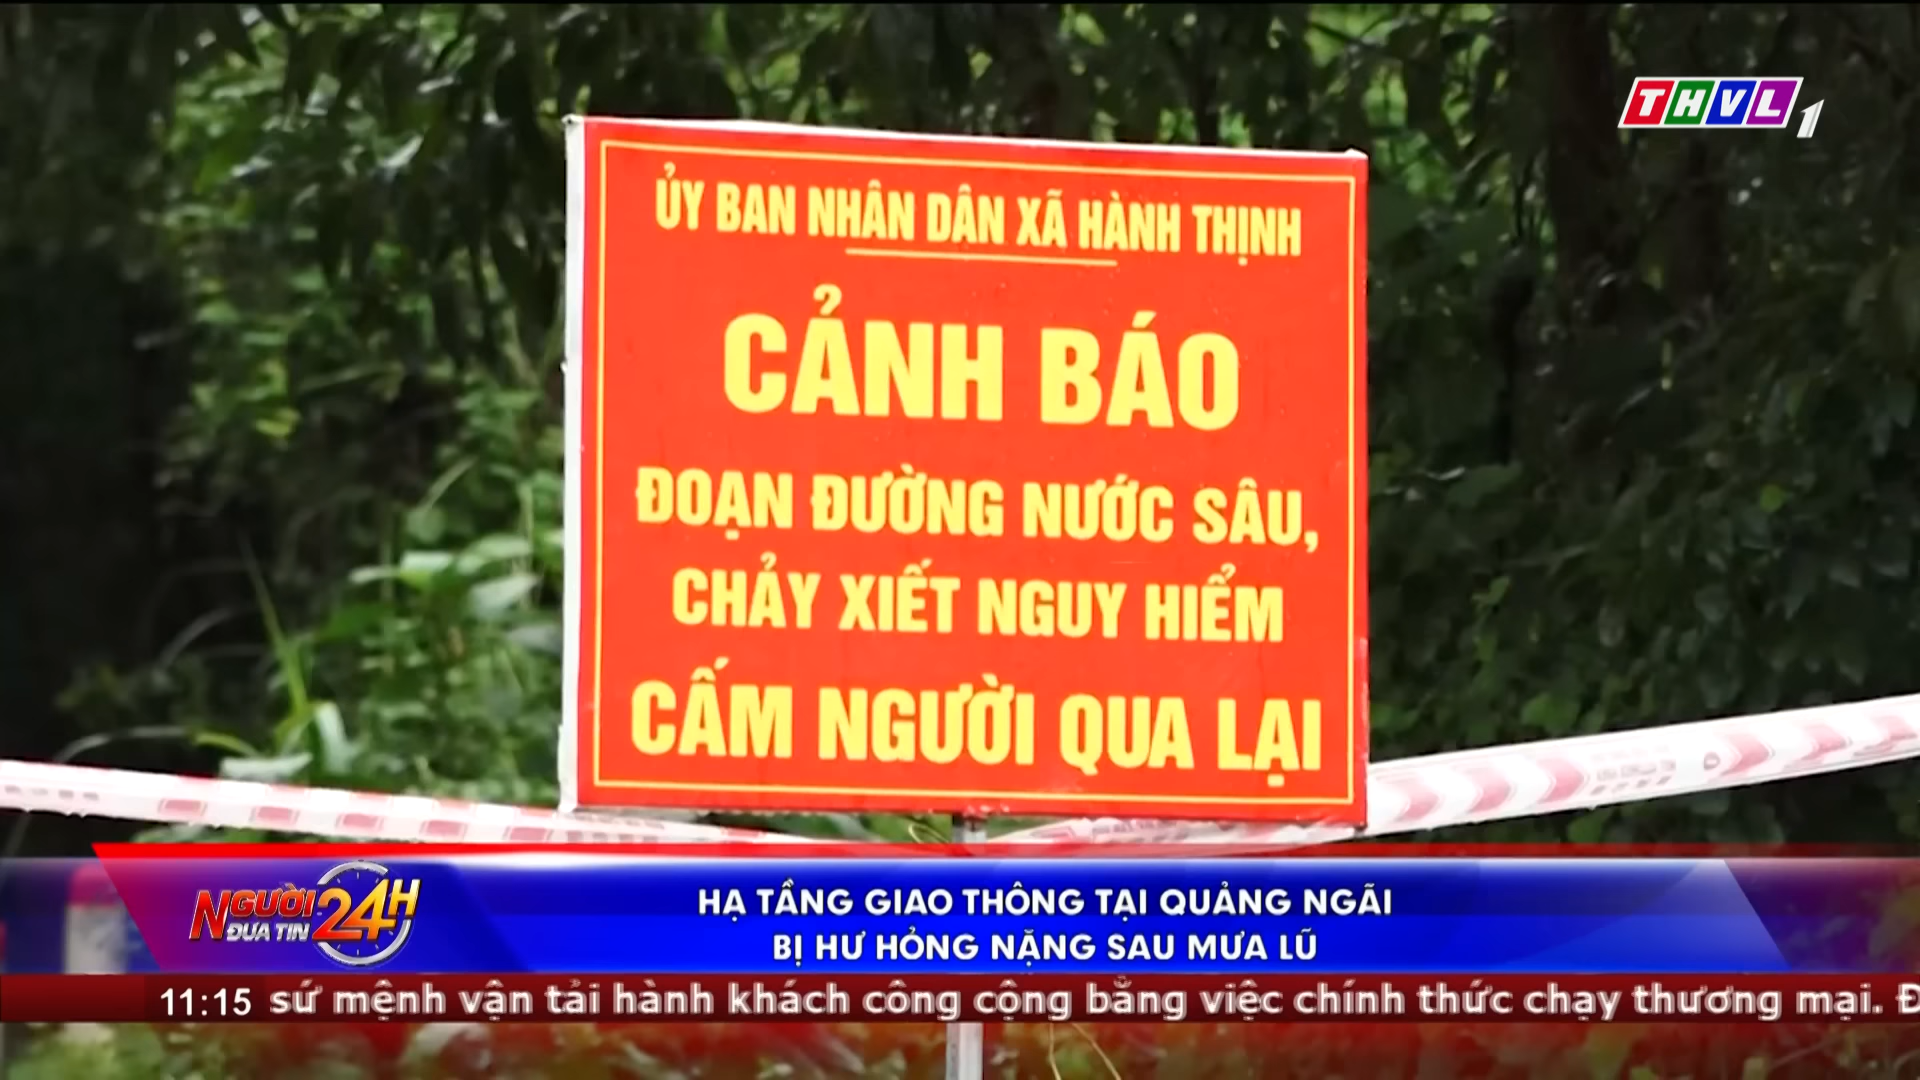 THVL1
ỦY BAN NHÂN DÂN XÃ HÀNH THỊNH
CẢNH BÁO
ĐOẠN ĐƯỜNG NƯỚC SÂU,
CHẢY XIẾT NGUY HIỂM
CẤM NGƯỜI QUA LẠI
NGƯỜI ĐƯA TIN 24H
HẠ TẦNG GIAO THÔNG TẠI QUẢNG NGÃI
BỊ HƯ HỎNG NẶNG SAU MƯA LŨ
11:15 sứ mệnh vận tải hành khách công cộng bằng việc chính thức chạy thương mại. Đ